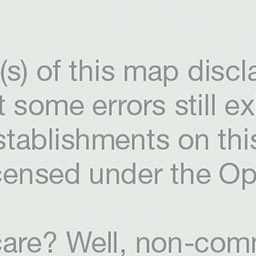 (s) of this map discla
t some errors still ex
stablishments on this
censed under the Op
care? Well, non-comm